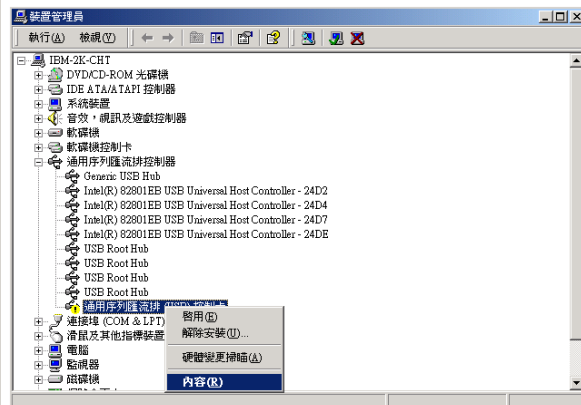 裝置管理員
執行(A) 檢視(V)
IBM-2K-CHT
DVD/CD-ROM 光碟機
IDE ATA/ATAPI 控制器
系統裝置
音效，視訊及遊戲控制器
軟碟機
軟碟機控制卡
通用序列匯流排控制器
Generic USB Hub
Intel(R) 82801EB USB Universal Host Controller - 24D2
Intel(R) 82801EB USB Universal Host Controller - 24D4
Intel(R) 82801EB USB Universal Host Controller - 24D7
Intel(R) 82801EB USB Universal Host Controller - 24DE
USB Root Hub
USB Root Hub
USB Root Hub
USB Root Hub
通用序列匯流排 (USB) 控制卡
連接埠 (COM & LPT)
滑鼠及其他指標裝置
電腦
監視器
磁碟機
啓用(E)
解除安裝(U)...
硬體變更掃瞄(A)
內容(R)